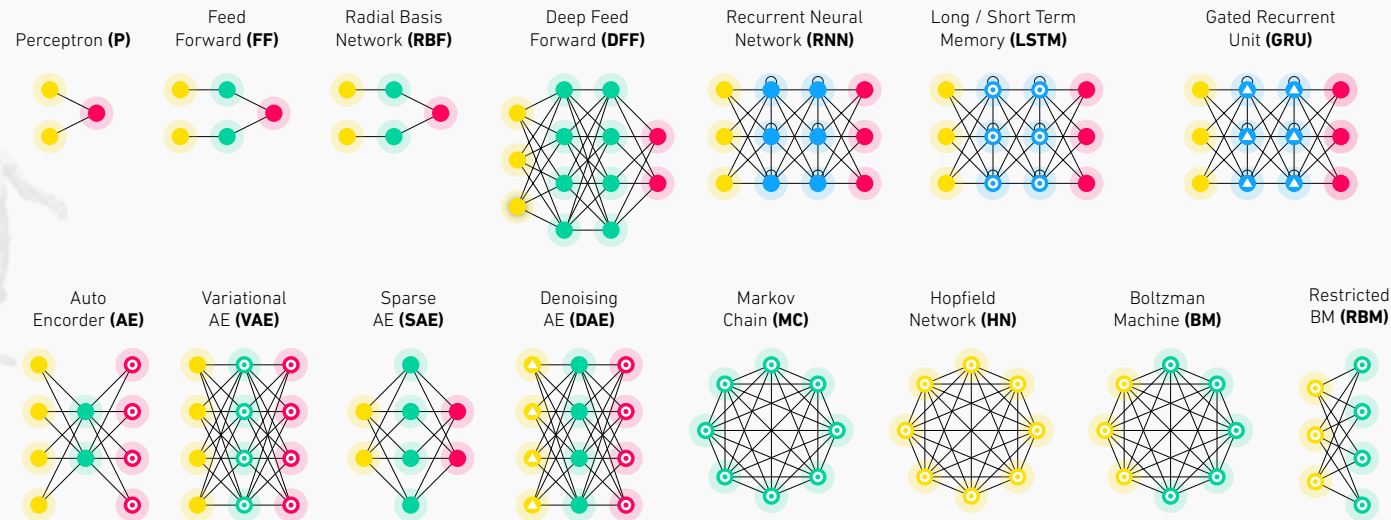 Perceptron (P)
Feed
Forward (FF)
Radial Basis
Network (RBF)
Deep Feed
Forward (DFF)
Recurrent Neural
Network (RNN)
Long / Short Term
Memory (LSTM)
Gated Recurrent
Unit (GRU)
Auto
Encorder (AE)
Variational
AE (VAE)
Sparse
AE (SAE)
Denoising
AE (DAE)
Markov
Chain (MC)
Hopfield
Network (HN)
Boltzman
Machine (BM)
Restricted
BM (RBM)